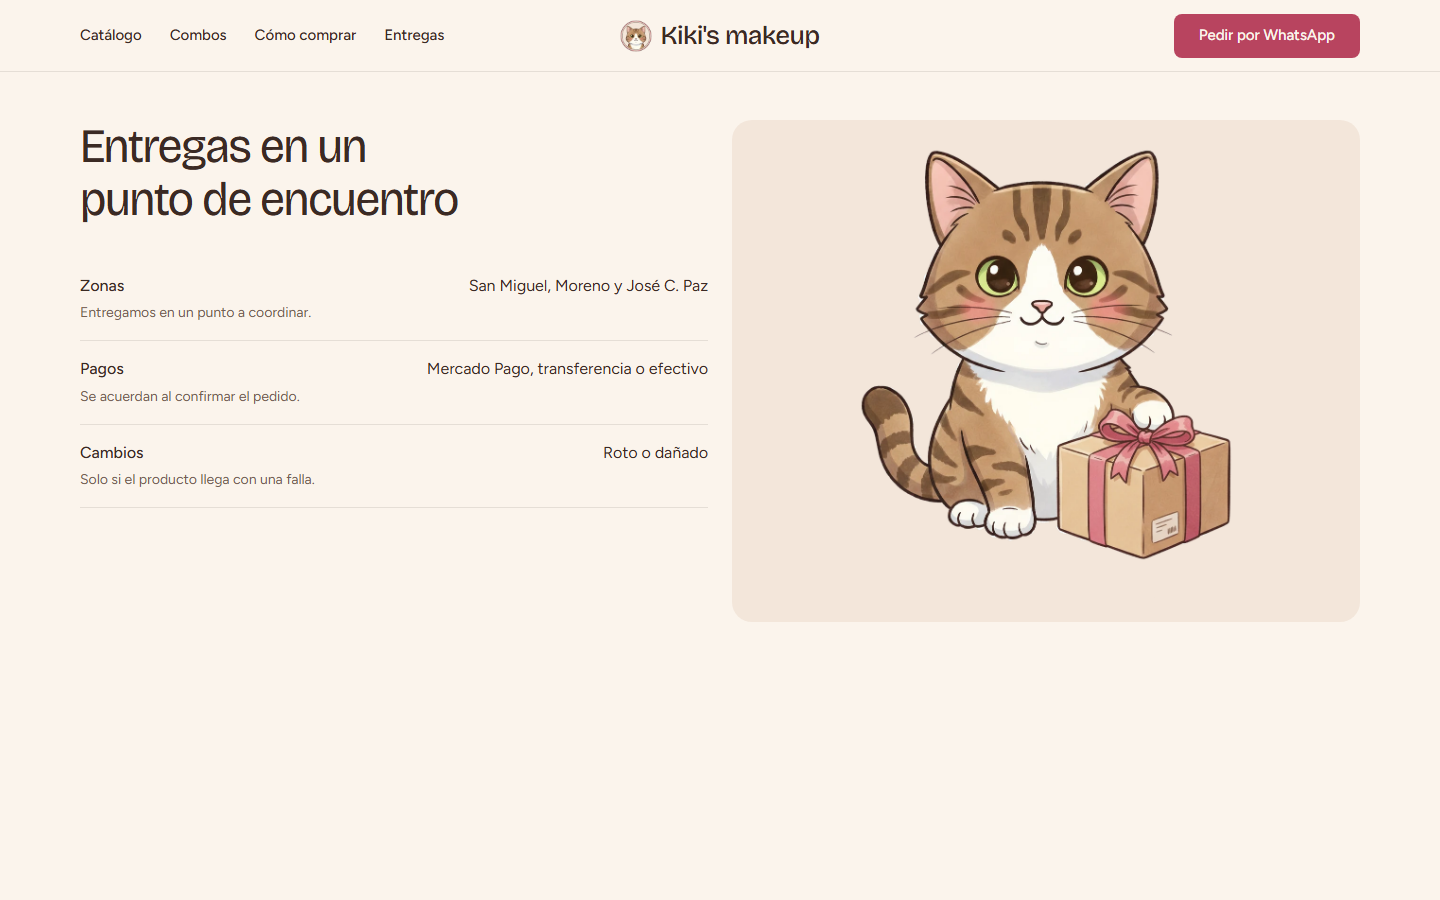 Catálogo
Combos
Cómo comprar
Entregas
Kiki's makeup
Pedir por WhatsApp
Entregas en un
punto de encuentro
Zonas
San Miguel, Moreno y José C. Paz
Entregamos en un punto a coordinar.
Pagos
Mercado Pago, transferencia o efectivo
Se acuerdan al confirmar el pedido.
Cambios
Roto o dañado
Solo si el producto llega con una falla.